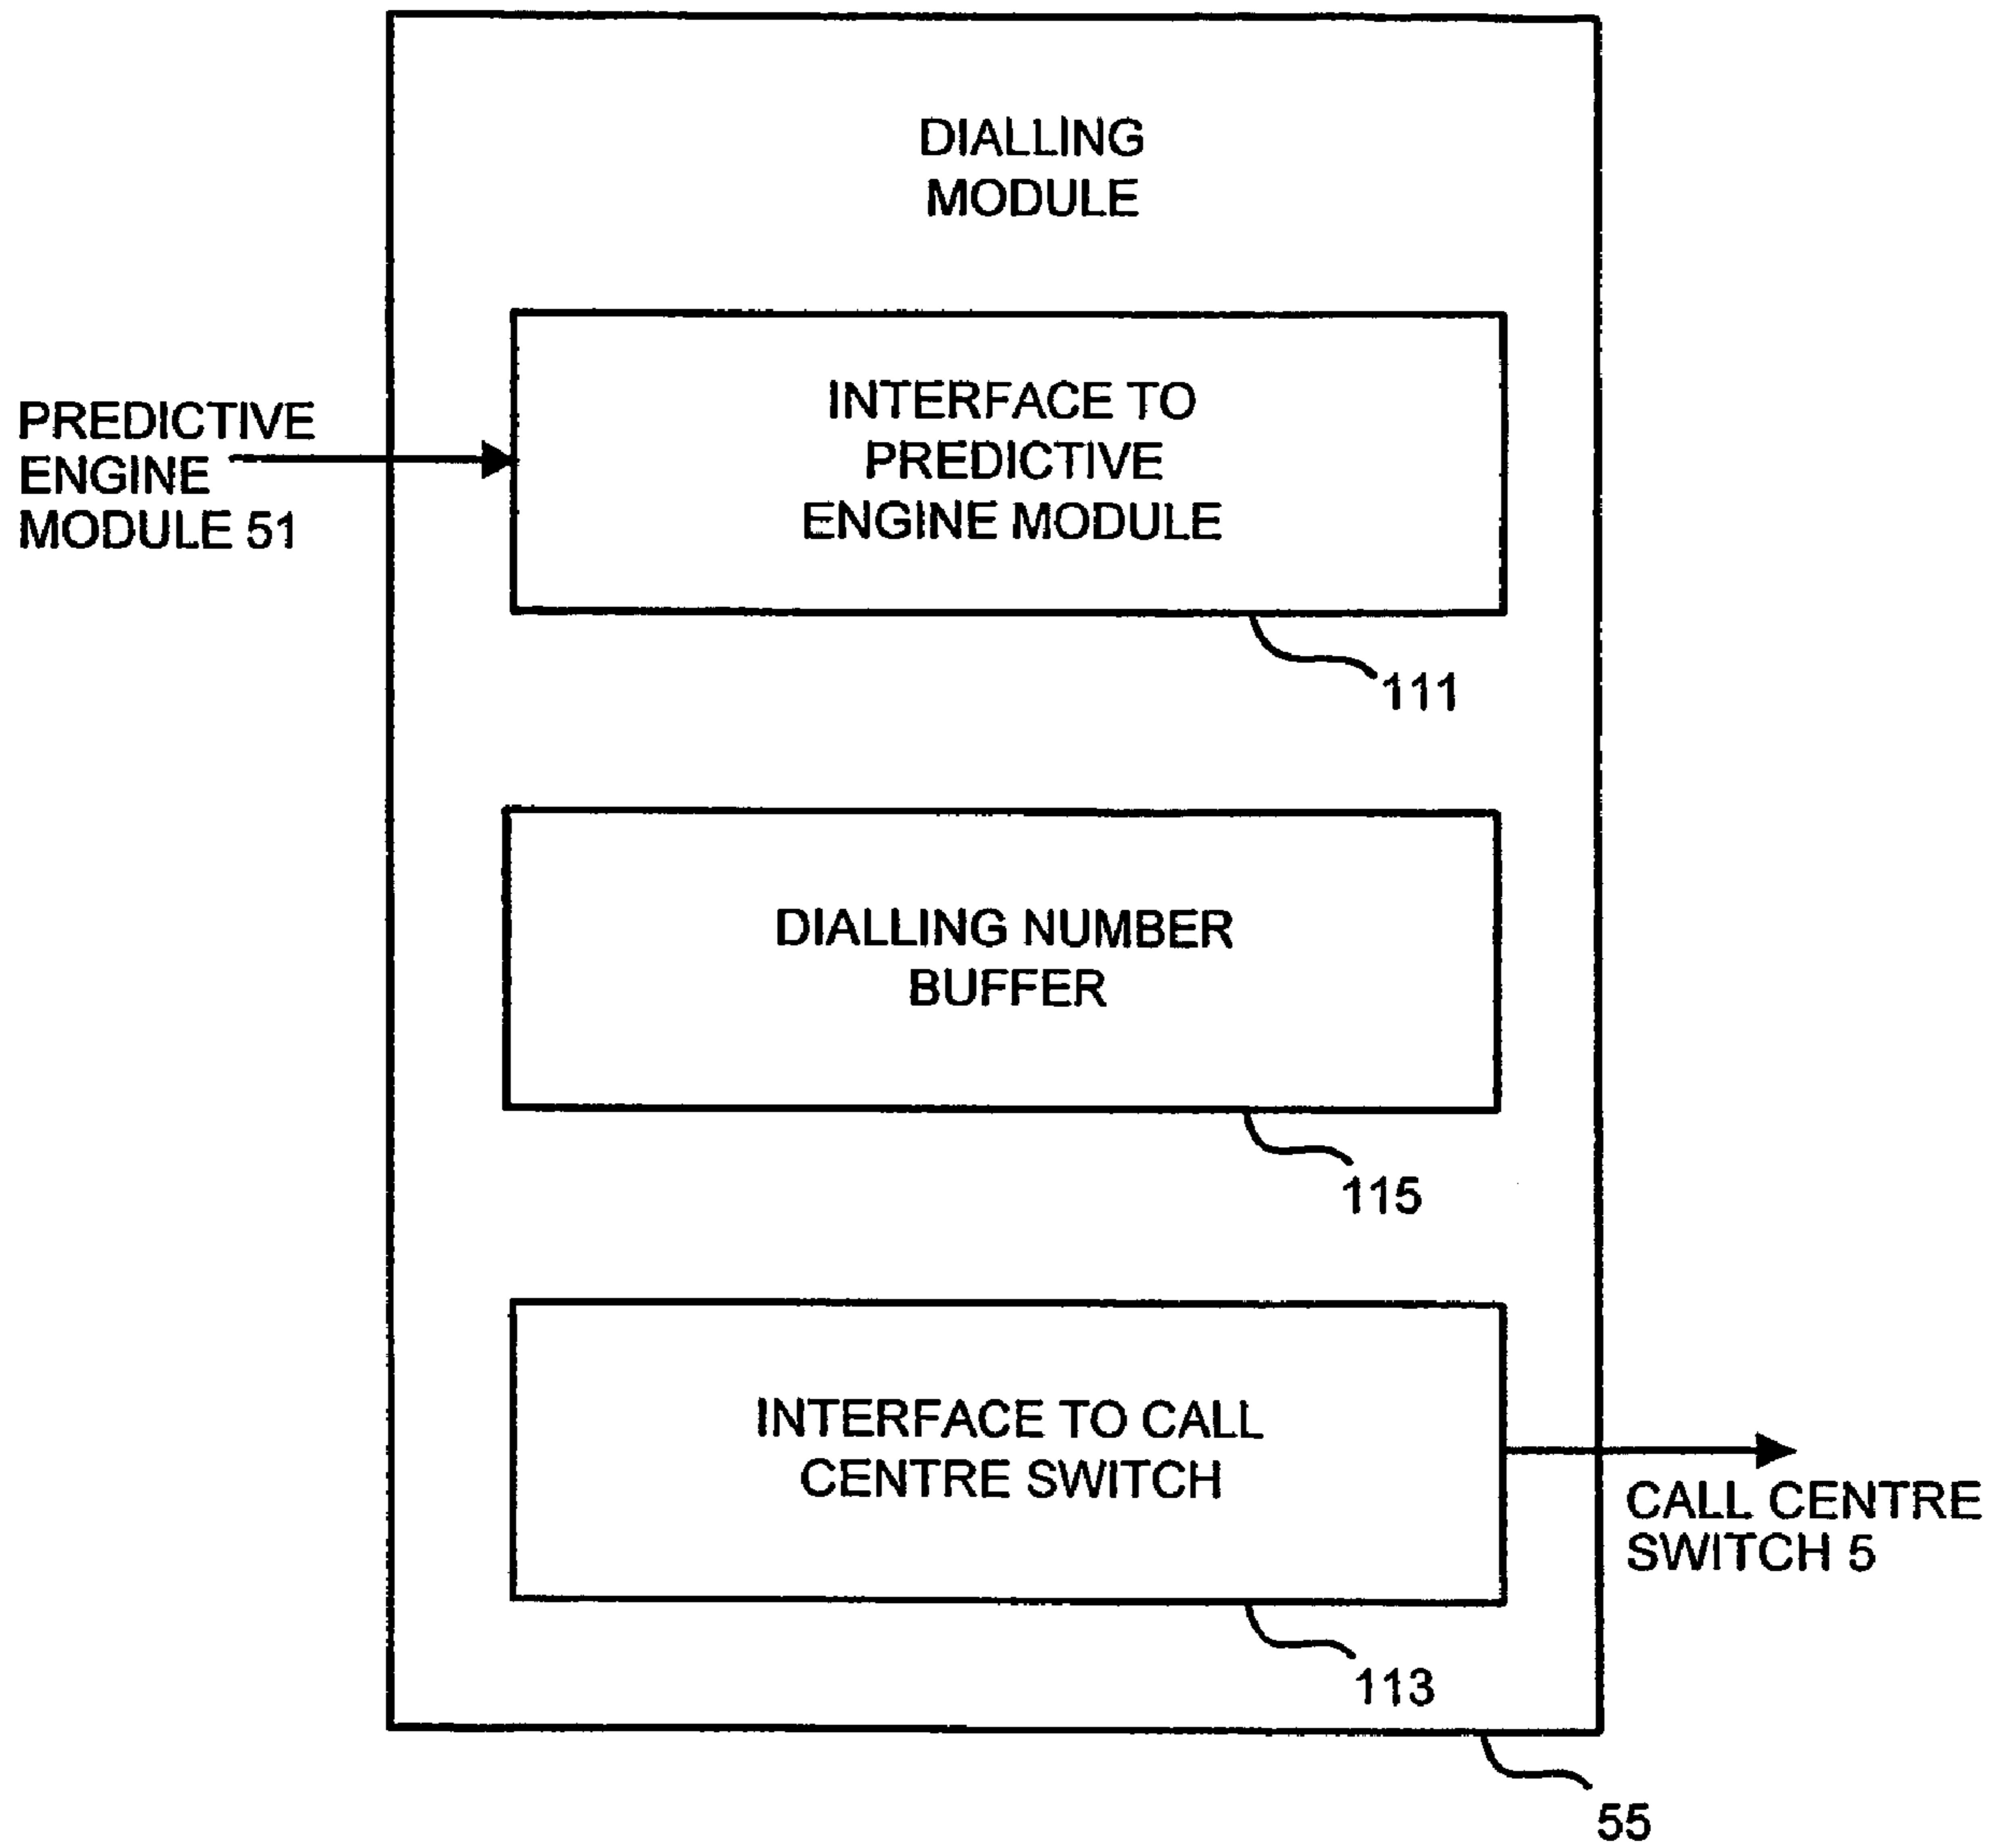 DIALLING
MODULE
PREDICTIVE
ENGINE
MODULE 51
INTERFACE TO
PREDICTIVE
ENGINE MODULE
111
DIALLING NUMBER
BUFFER
115
INTERFACE TO CALL
CENTRE SWITCH
CALL CENTRE
SWITCH 5
113
55